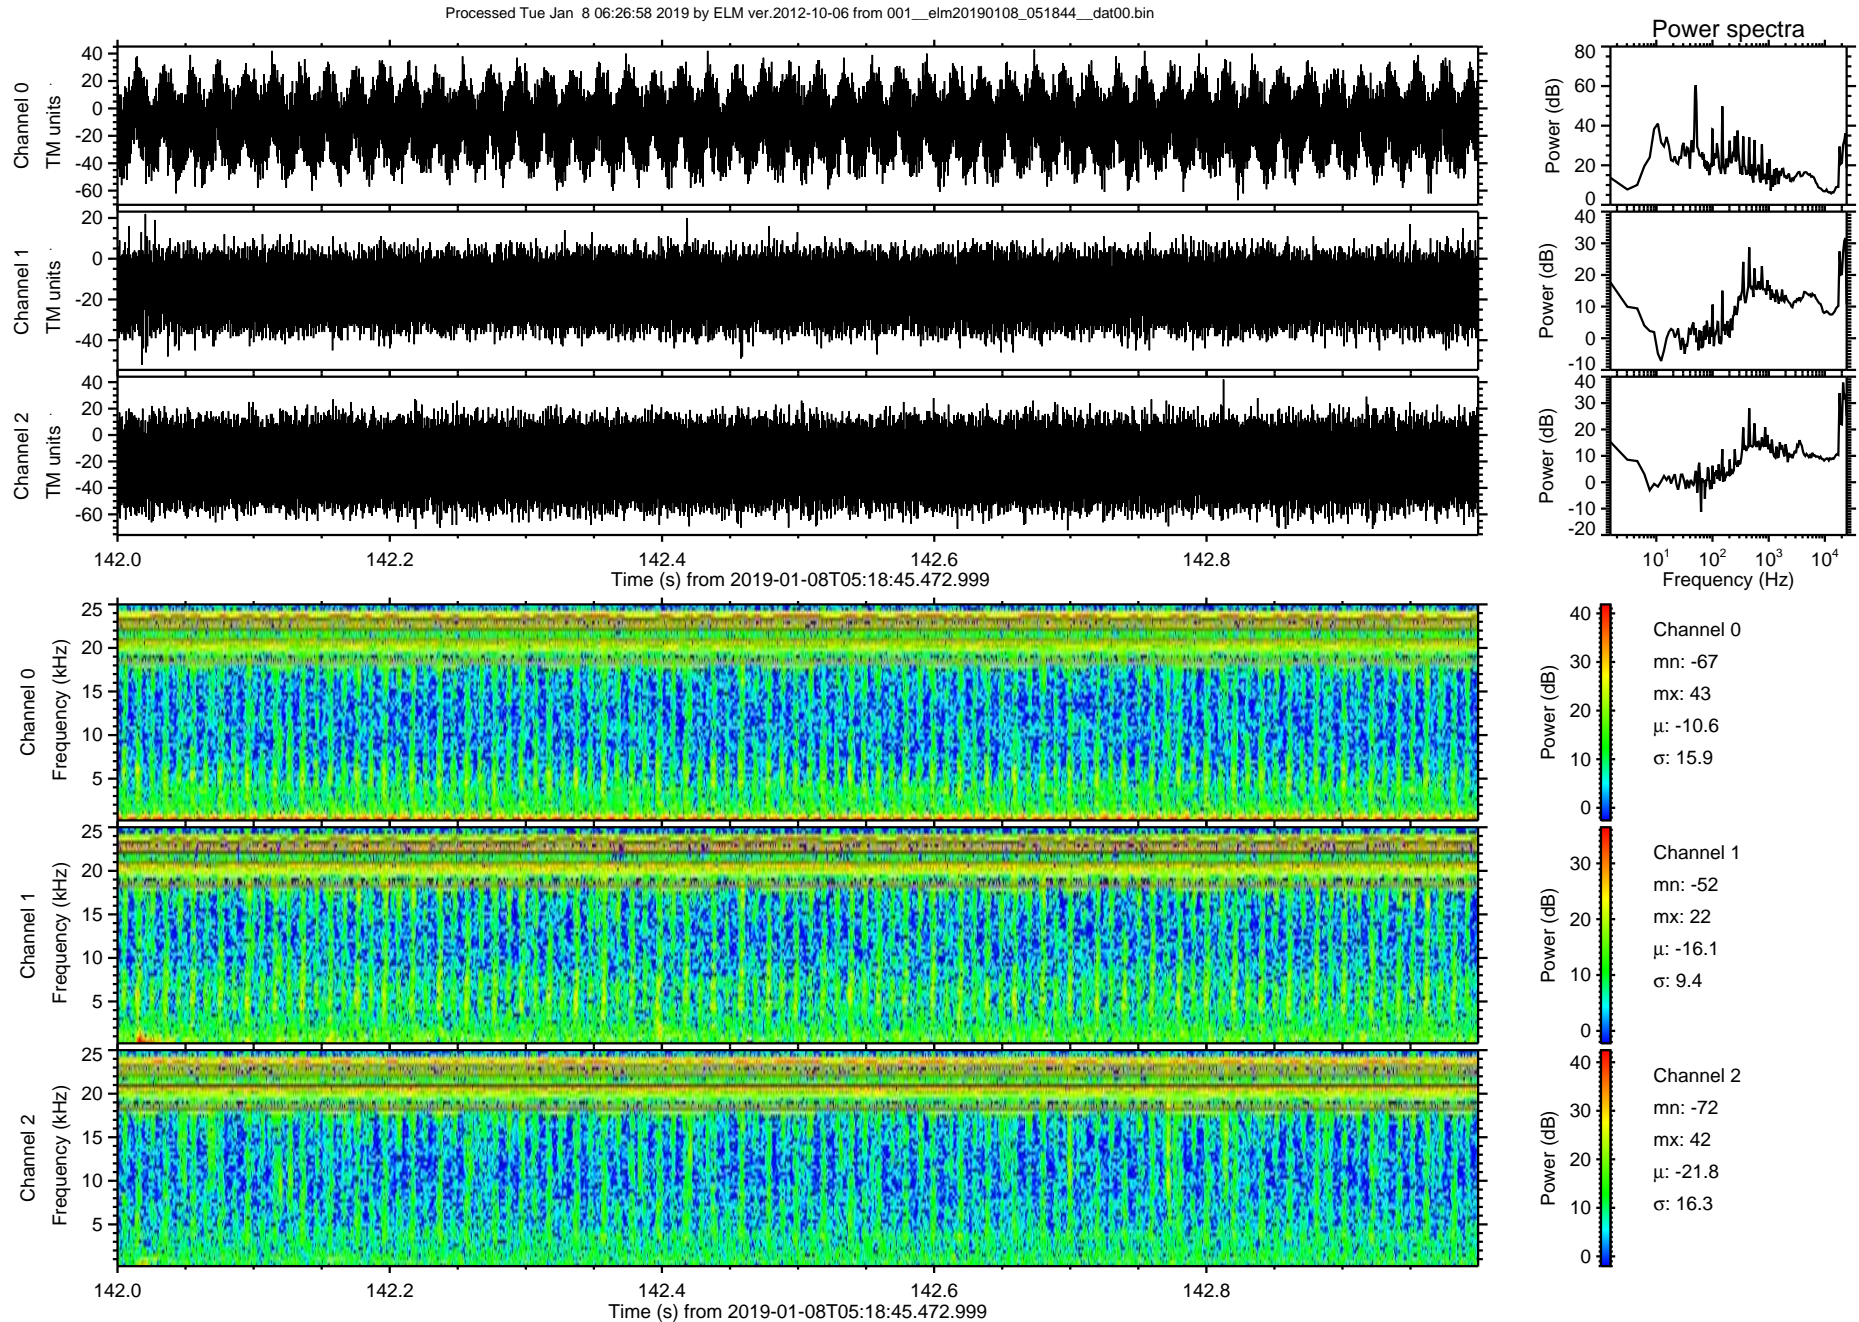 Processed Tue Jan  8 06:26:58 2019 by ELM ver.2012-10-06 from 001__elm20190108_051844__dat00.bin
Power spectra
Channel 0
TM units
40
20
0
-20
-40
-60
Power (dB)
80
60
40
20
0
Channel 1
TM units
20
0
-20
-40
Power (dB)
40
30
20
10
0
-10
Channel 2
TM units
40
20
0
-20
-40
-60
Power (dB)
40
30
20
10
0
-10
-20
142.0 142.2 142.4 142.6 142.8
Time (s) from 2019-01-08T05:18:45.472.999
10¹ 10² 10³ 10⁴
Frequency (Hz)
Channel 0
Frequency (kHz)
25
20
15
10
5
Power (dB)
40
30
20
10
0
Channel 0
mn: -67
mx: 43
μ: -10.6
σ: 15.9
Channel 1
Frequency (kHz)
25
20
15
10
5
Power (dB)
30
20
10
0
Channel 1
mn: -52
mx: 22
μ: -16.1
σ: 9.4
Channel 2
Frequency (kHz)
25
20
15
10
5
Power (dB)
40
30
20
10
0
Channel 2
mn: -72
mx: 42
μ: -21.8
σ: 16.3
142.0 142.2 142.4 142.6 142.8
Time (s) from 2019-01-08T05:18:45.472.999